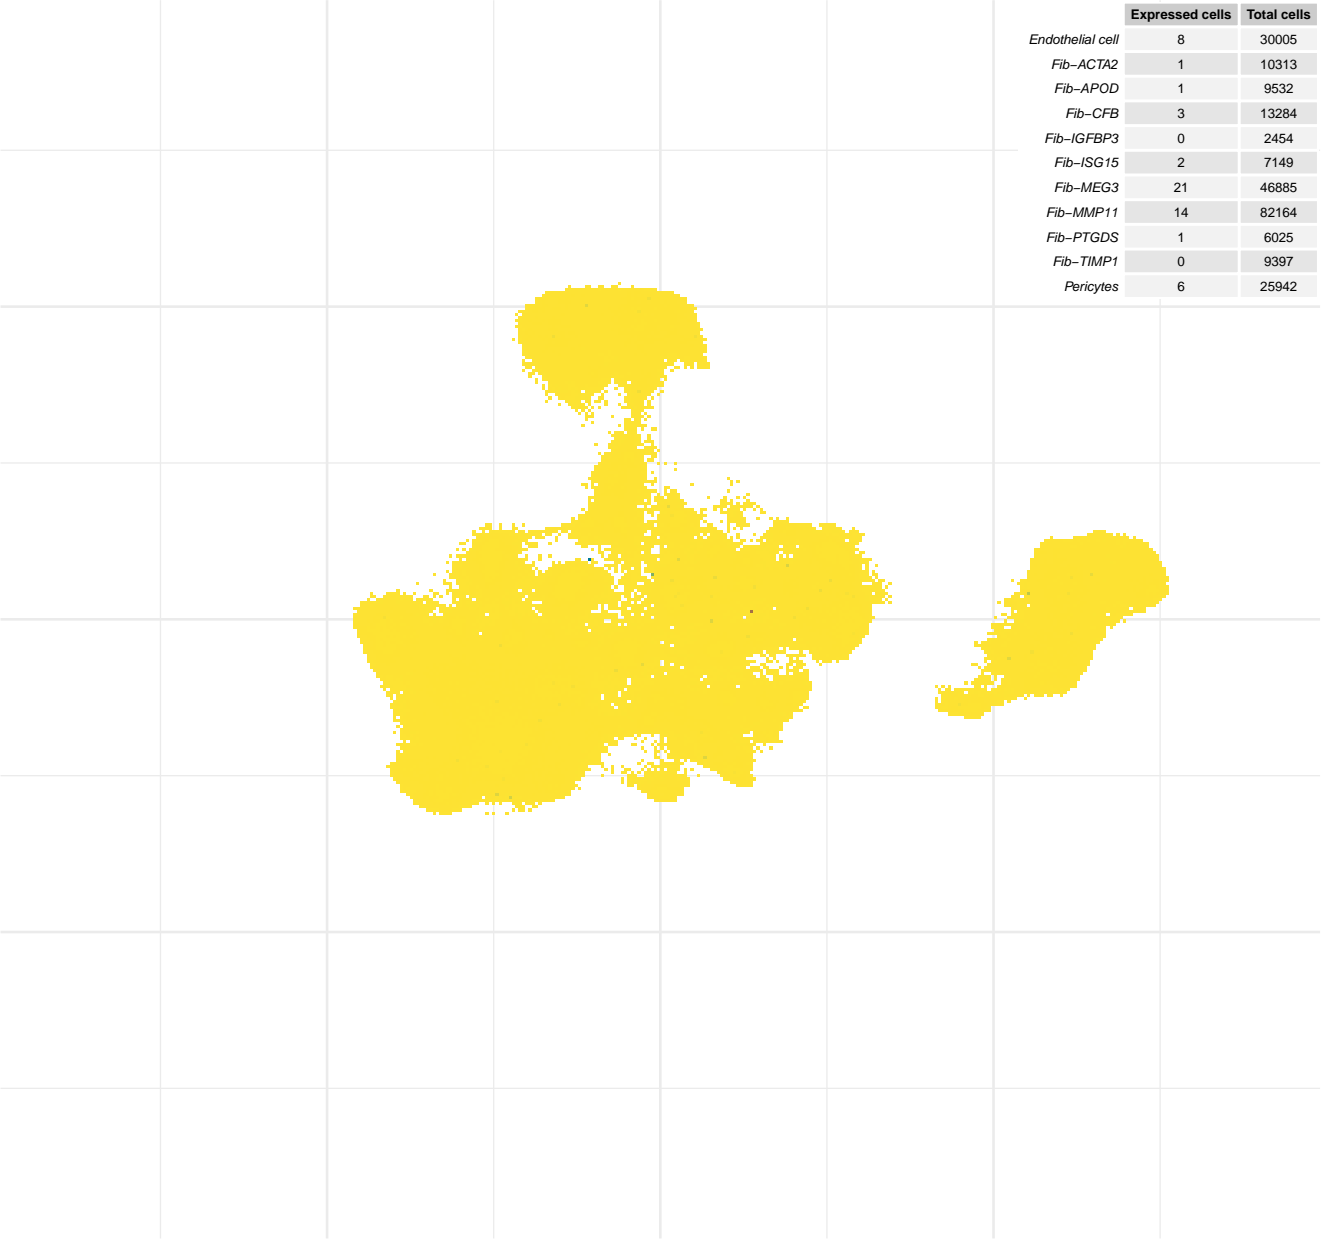 Expressed cells Total cells
Endothelial cell 8 30005
Fib−ACTA2 1 10313
Fib−APOD 1 9532
Fib−CFB 3 13284
Fib−IGFBP3 0 2454
Fib−ISG15 2 7149
Fib−MEG3 21 46885
Fib−MMP11 14 82164
Fib−PTGDS 1 6025
Fib−TIMP1 0 9397
Pericytes 6 25942